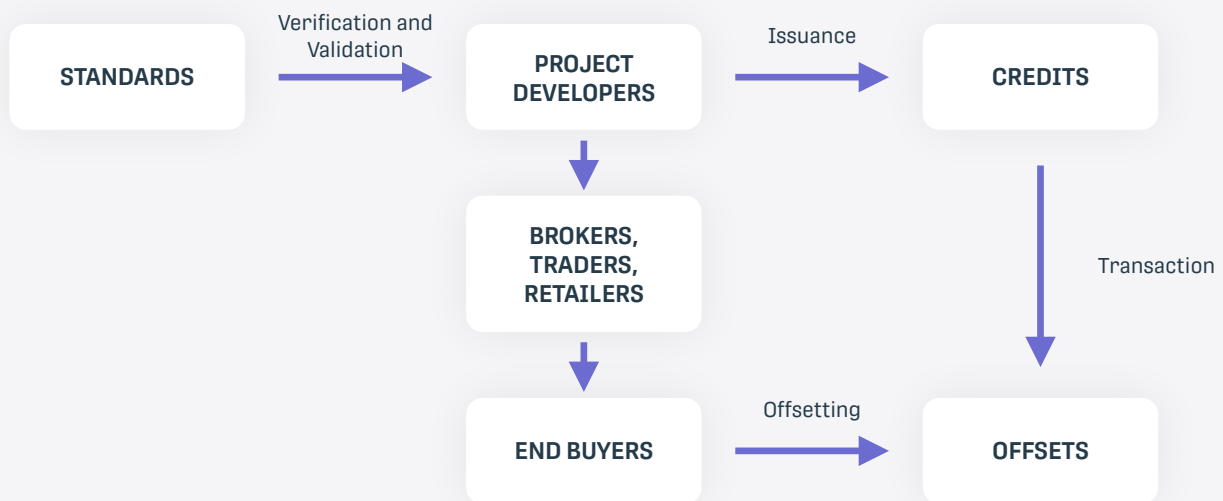 Verification and
Validation
Issuance
STANDARDS
PROJECT
DEVELOPERS
CREDITS
BROKERS,
TRADERS,
RETAILERS
Transaction
Offsetting
END BUYERS
OFFSETS